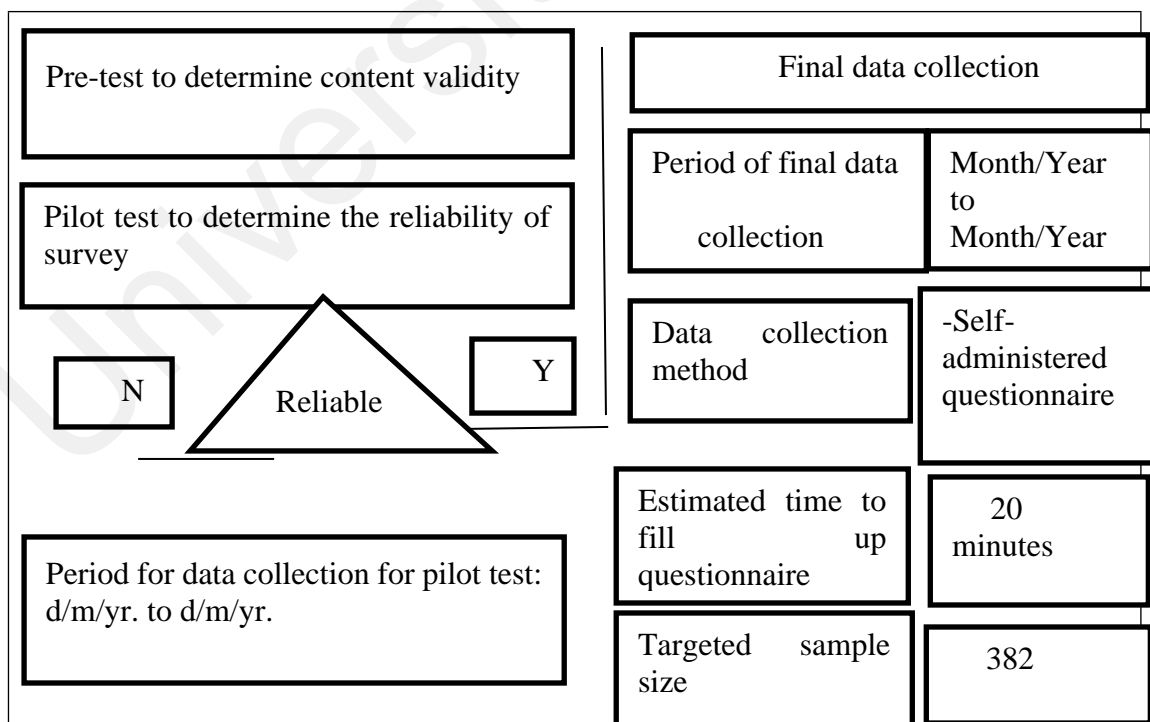 Pre-test to determine content validity
Pilot test to determine the reliability of
survey
N
Reliable
Y
Period for data collection for pilot test:
d/m/yr. to d/m/yr.
Final data collection
Period of final data
collection
Month/Year
to
Month/Year
Data collection
method
-Self-
administered
questionnaire
Estimated time to
fill up
questionnaire
20
minutes
Targeted sample
size
382